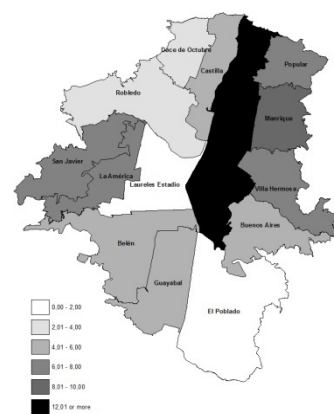 Doce de Octubre
Castilla
Popular
Robledo
Manrique
San Javier
La América
Laureles Estadio
Villa Hermosa
Buenos Aires
Belén
Guayabal
El Poblado
0,00 - 2,00
2,01 - 4,00
4,01 - 6,00
6,01 - 8,00
8,01 - 10,00
12,01 or more